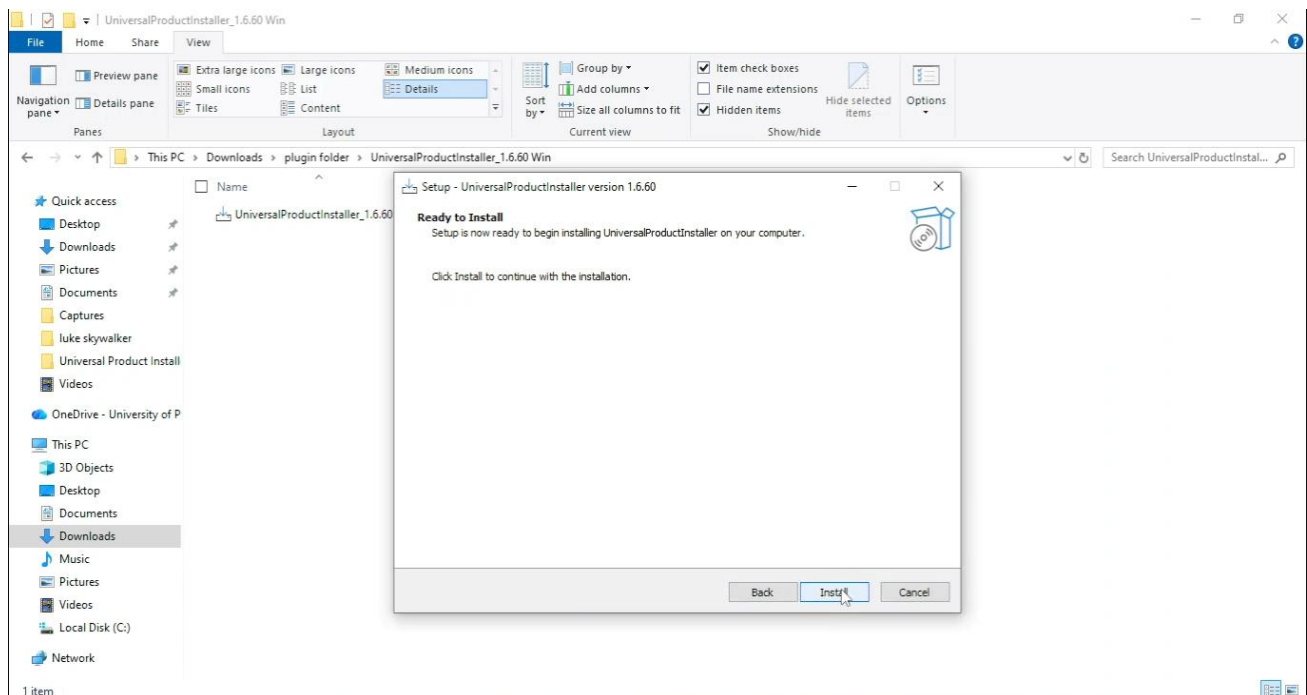 UniversalProductInstaller_1.6.60 Win
File Home Share View
Preview pane
Details pane
Navigation pane
Panes
Extra large icons Large icons Medium icons
Small icons List Details
Tiles Content
Layout
Sort by
Group by
Add columns
Size all columns to fit
Current view
Item check boxes
File name extensions
Hidden items
Hide selected items
Show/hide
Options
This PC > Downloads > plugin folder > UniversalProductInstaller_1.6.60 Win
Search UniversalProductInstal...
Quick access
Desktop
Downloads
Pictures
Documents
Captures
luke skywalker
Universal Product Install
Videos
OneDrive - University of P
This PC
3D Objects
Desktop
Documents
Downloads
Music
Pictures
Videos
Local Disk (C:)
Network
1 item
Name
UniversalProductInstaller_1.6.60
Setup - UniversalProductInstaller version 1.6.60
Ready to Install
Setup is now ready to begin installing UniversalProductInstaller on your computer.
Click Install to continue with the installation.
Back Install Cancel